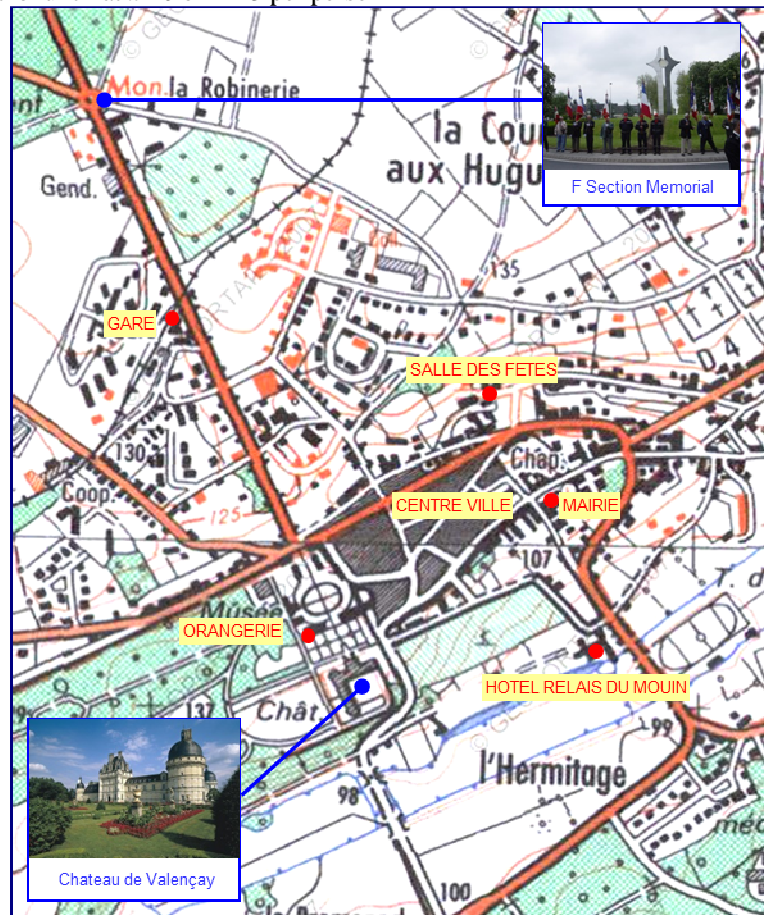 Mon.
la Robinerie
la Cour
aux Hugu
F Section Memorial
Gend.
Coll.
135
GARE
SALLE DES FETES
D 4
130
Coop.
125
Chap.
CENTRE VILLE
MAIRIE
107
Musée
T. d
ORANGERIE
HOTEL RELAIS DU MOUIN
137
Chât.
99
l'Hermitage
98
Chateau de Valençay
100